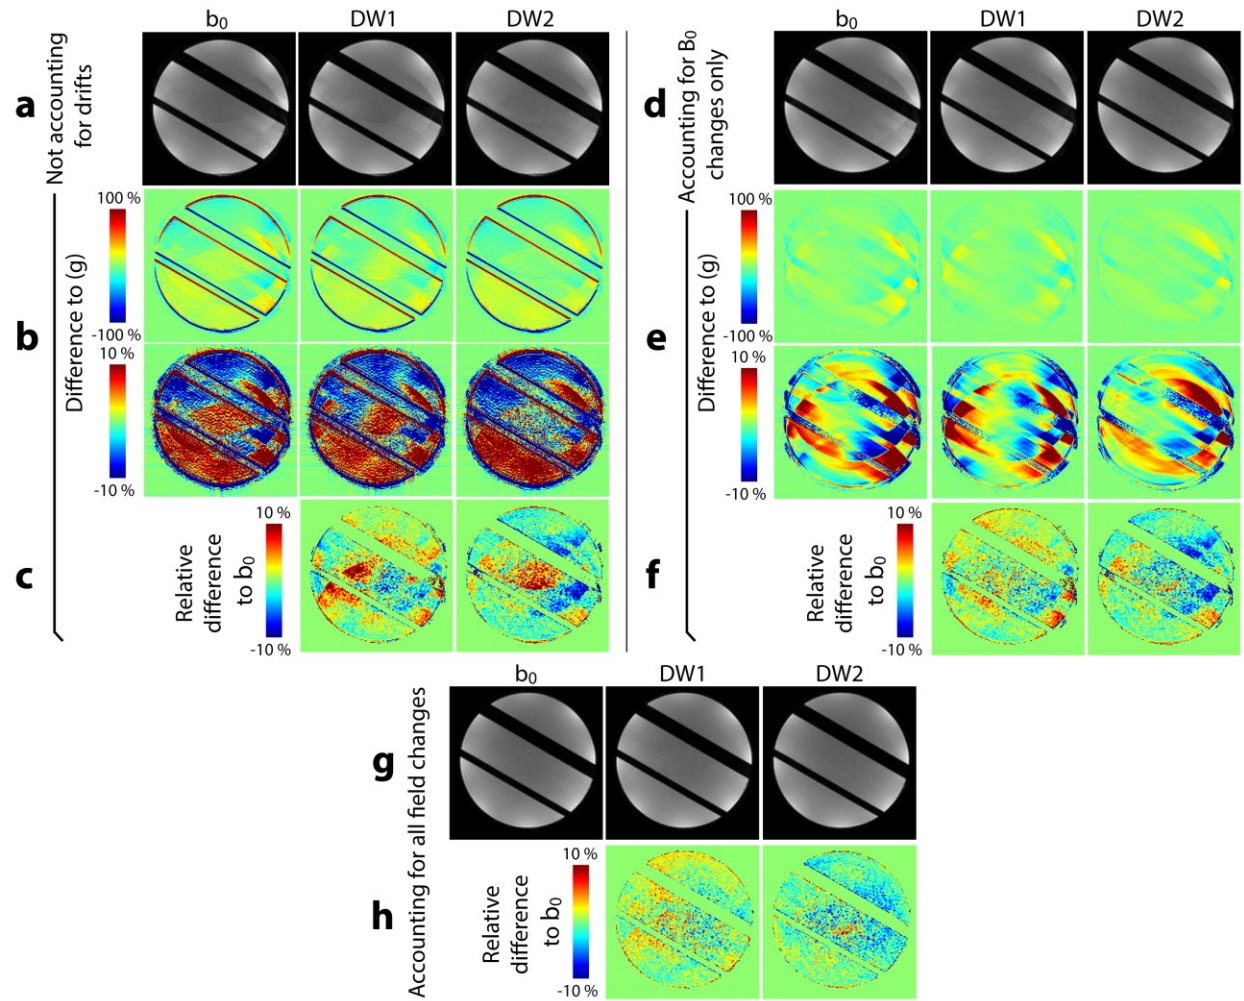 b₀ DW1 DW2
a
Not accounting
for drifts
100 %
-100 %
b
Difference to (g)
10 %
-10 %
c
Relative
difference
to b₀
10 %
-10 %
b₀ DW1 DW2
d
Accounting for B₀
changes only
100 %
-100 %
e
Difference to (g)
10 %
-10 %
f
Relative
difference
to b₀
10 %
-10 %
b₀ DW1 DW2
g
Accounting for all field changes
h
Relative
difference
to b₀
10 %
-10 %